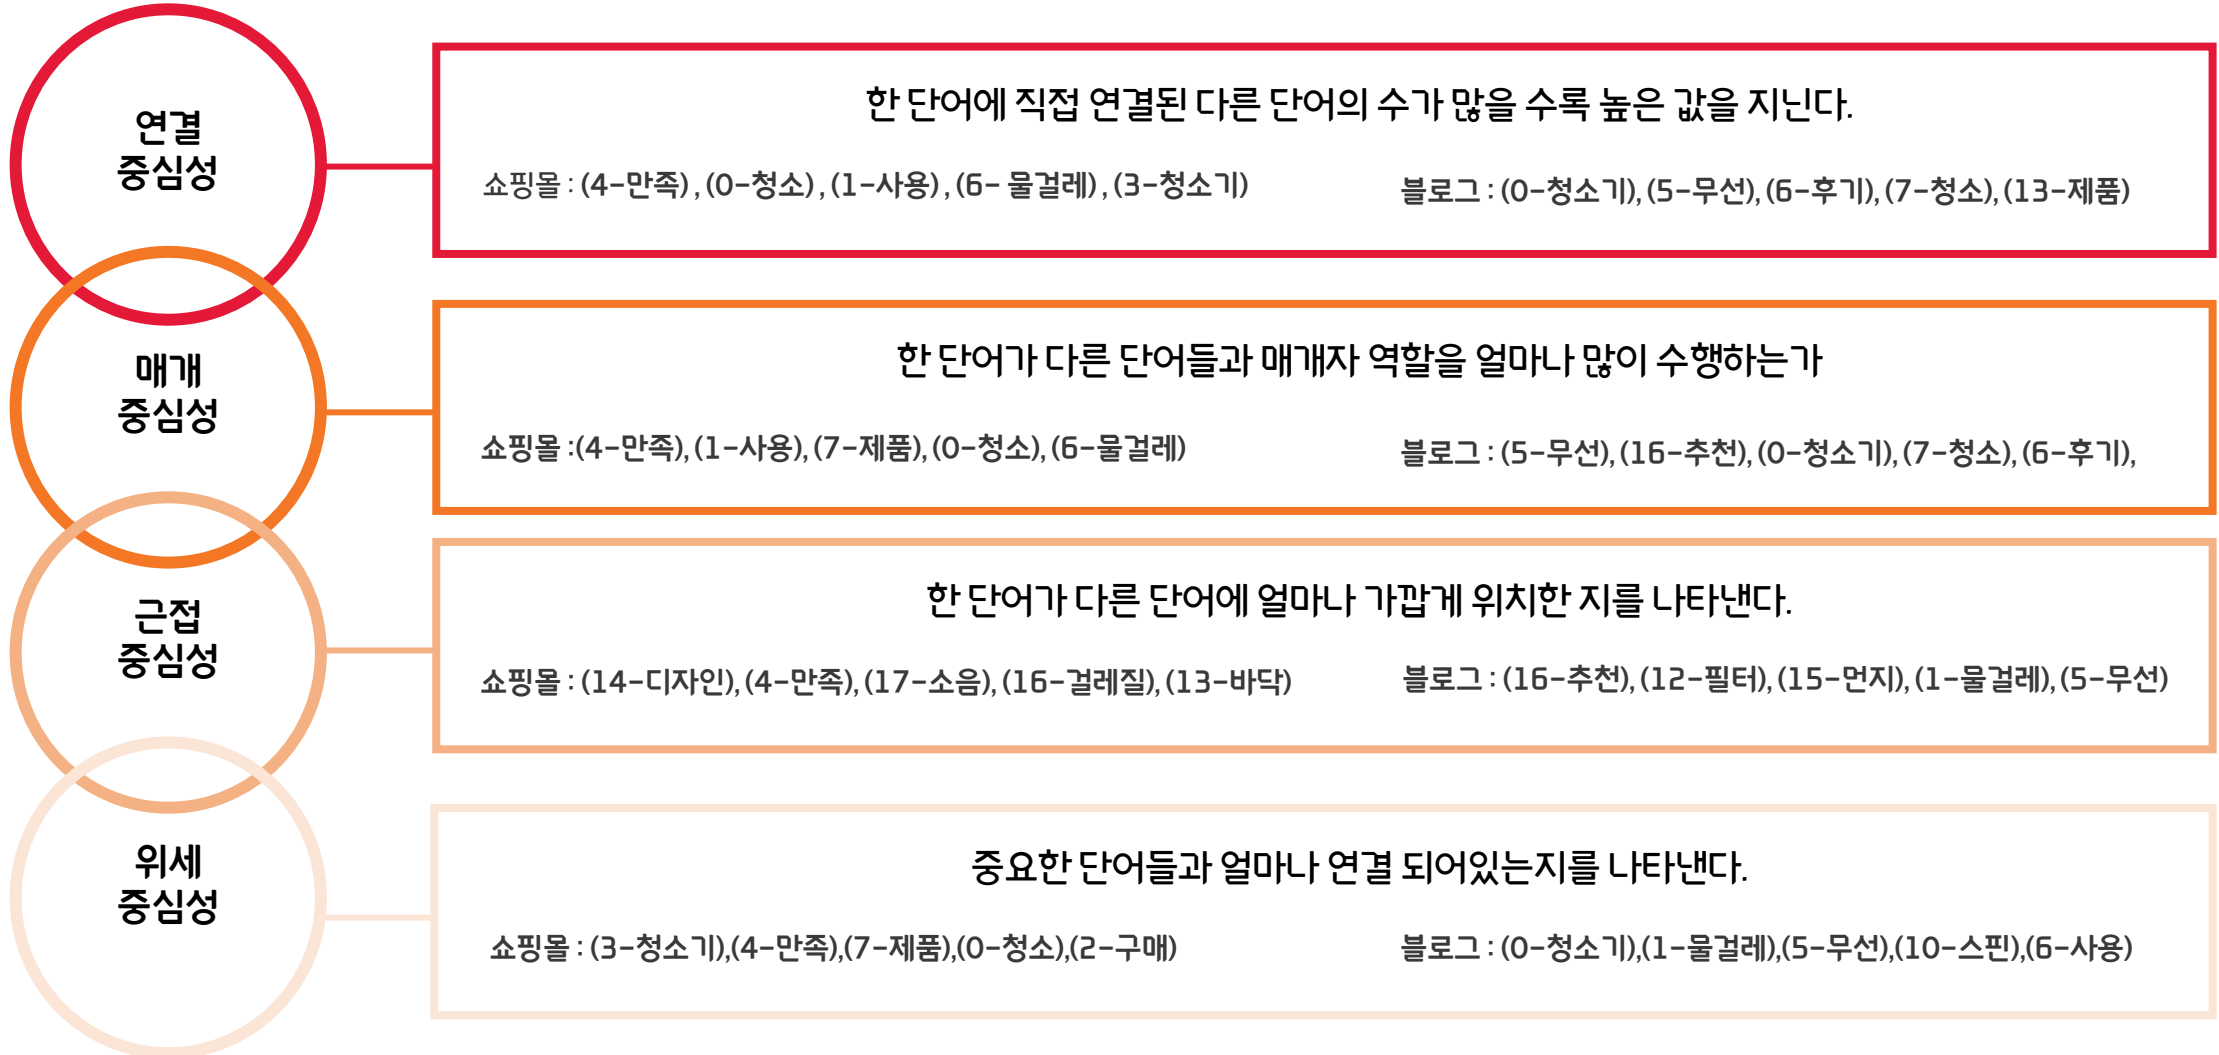 연결
중심성
한 단어에 직접 연결된 다른 단어의 수가 많을 수록 높은 값을 지닌다.
쇼핑몰 : (4-만족) , (0-청소) , (1-사용) , (6- 물걸레) , (3-청소기)
블로그 : (0-청소기), (5-무선), (6-후기), (7-청소), (13-제품)
매개
중심성
한 단어가 다른 단어들과 매개자 역할을 얼마나 많이 수행하는가
쇼핑몰 :(4-만족), (1-사용), (7-제품), (0-청소), (6-물걸레)
블로그 : (5-무선), (16-추천), (0-청소기), (7-청소), (6-후기),
근접
중심성
한 단어가 다른 단어에 얼마나 가깝게 위치한 지를 나타낸다.
쇼핑몰 : (14-디자인), (4-만족), (17-소음), (16-걸레질), (13-바닥)
블로그 : (16-추천), (12-필터), (15-먼지), (1-물걸레), (5-무선)
위세
중심성
중요한 단어들과 얼마나 연결 되어있는지를 나타낸다.
쇼핑몰 : (3-청소기),(4-만족),(7-제품),(0-청소),(2-구매)
블로그 : (0-청소기),(1-물걸레),(5-무선),(10-스핀),(6-사용)